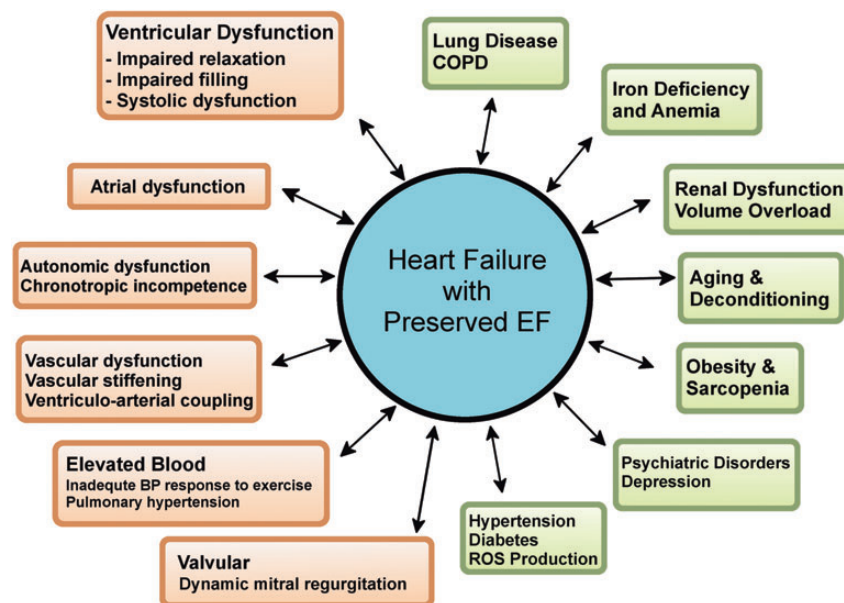 Ventricular Dysfunction
- Impaired relaxation
- Impaired filling
- Systolic dysfunction
Atrial dysfunction
Autonomic dysfunction
Chronotropic incompetence
Vascular dysfunction
Vascular stiffening
Ventriculo-arterial coupling
Elevated Blood
Inadequte BP response to exercise
Pulmonary hypertension
Valvular
Dynamic mitral regurgitation
Heart Failure
with
Preserved EF
Lung Disease
COPD
Iron Deficiency
and Anemia
Renal Dysfunction
Volume Overload
Aging &
Deconditioning
Obesity &
Sarcopenia
Psychiatric Disorders
Depression
Hypertension
Diabetes
ROS Production